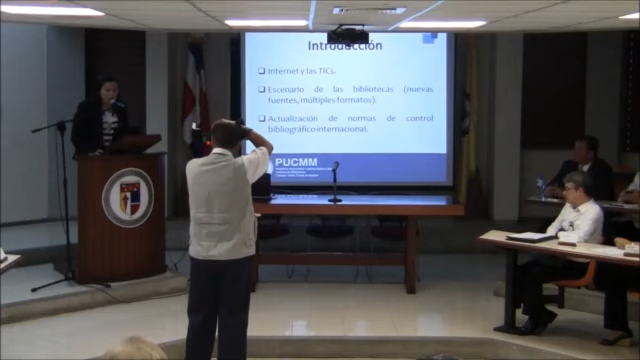 Introducción
❑ Internet y las TICs.
❑ Escenario de las bibliotecas (nuevas
fuentes, múltiples formatos).
❑ Actualización de normas de control
bibliográfico internacional.
PUCMM